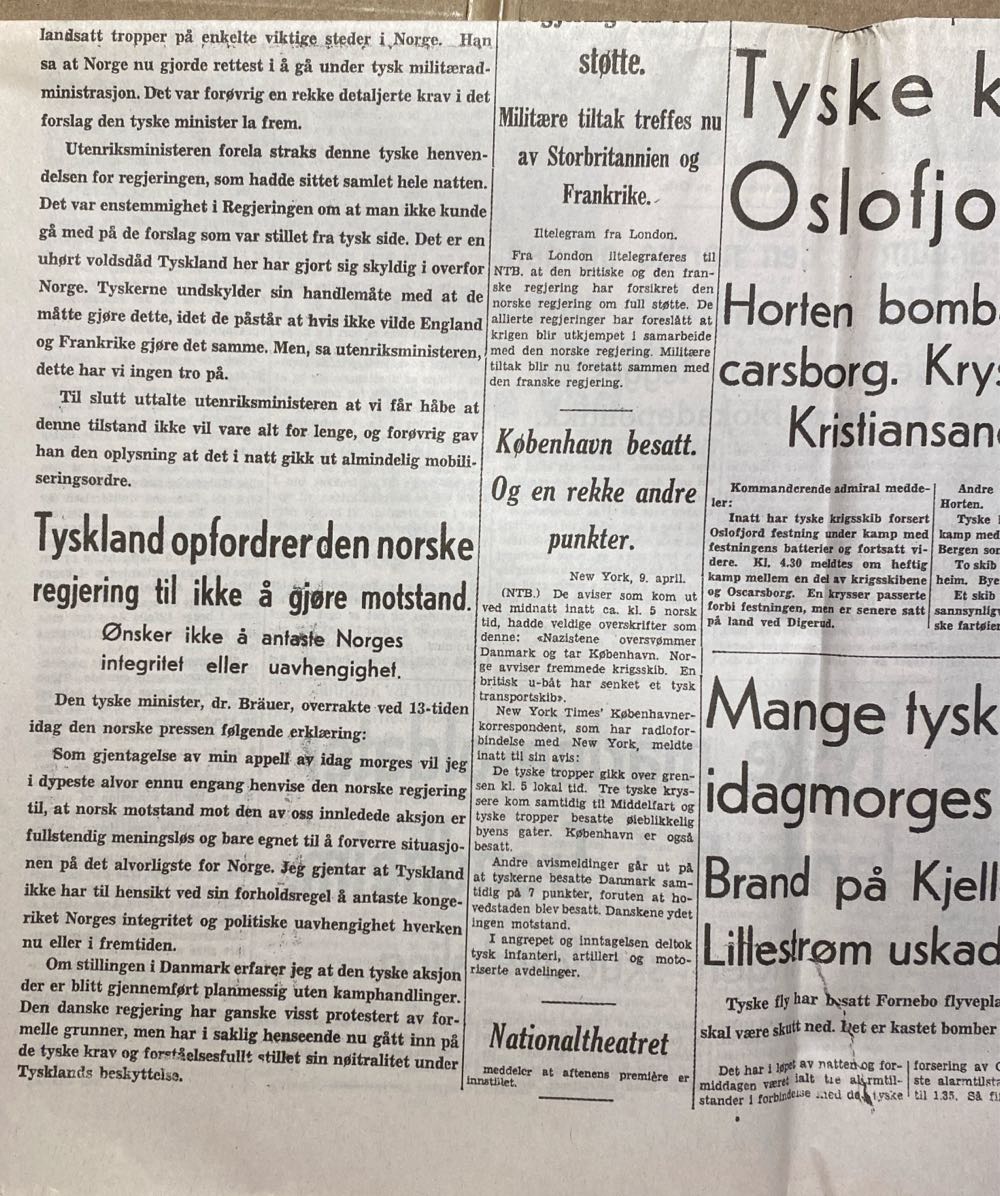 landsatt tropper på enkelte viktige steder i Norge. Han
sa at Norge nu gjorde rettest i å gå under tysk militærad-
ministrasjon. Det var forøvrig en rekke detaljerte krav i det
forslag den tyske minister la frem.
Utenriksministeren forela straks denne tyske henven-
delsen for regjeringen, som hadde sittet samlet hele natten.
Det var enstemmighet i Regjeringen om at man ikke kunde
gå med på de forslag som var stillet fra tysk side. Det er en
uhørt voldsdåd Tyskland her har gjort sig skyldig i overfor
Norge. Tyskerne undskylder sin handlemåte med at de
måtte gjøre dette, idet de påstår at hvis ikke vilde England
og Frankrike gjøre det samme. Men, sa utenriksministeren,
dette har vi ingen tro på.
Til slutt uttalte utenriksministeren at vi får håbe at
denne tilstand ikke vil vare alt for lenge, og forøvrig gav
han den oplysning at det i natt gikk ut almindelig mobili-
seringsordre.
Tyskland opfordrer den norske
regjering til ikke å gjøre motstand.
Ønsker ikke å antaste Norges
integritet eller uavhengighet.
Den tyske minister, dr. Bräuer, overrakte ved 13-tiden
idag den norske pressen følgende erklæring:
Som gjentagelse av min appell av idag morges vil jeg
i dypeste alvor ennu engang henvise den norske regjering
til, at norsk motstand mot den av oss innledede aksjon er
fullstendig meningsløs og bare egnet til å forverre situasjo-
nen på det alvorligste for Norge. Jeg gjentar at Tyskland
ikke har til hensikt ved sin forholdsregel å antaste konge-
riket Norges integritet og politiske uavhengighet hverken
nu eller i fremtiden.
Om stillingen i Danmark erfarer jeg at den tyske aksjon
der er blitt gjennemført planmessig uten kamphandlinger.
Den danske regjering har ganske visst protestert av for-
melle grunner, men har i saklig henseende nu gått inn på
de tyske krav og forståelsesfullt stillet sin nøitralitet under
Tysklands beskyttelse.
støtte.
Militære tiltak treffes nu
av Storbritannien og
Frankrike.
Iltelegram fra London.
Fra London iltelegraferes til
NTB. at den britiske og den fran-
ske regjering har forsikret den
norske regjering om full støtte. De
allierte regjeringer har foreslått at
krigen blir utkjempet i samarbeide
med den norske regjering. Militære
tiltak blir nu foretatt sammen med
den franske regjering.
København besatt.
Og en rekke andre
punkter.
New York, 9. april.
(NTB.) De aviser som kom ut
ved midnatt inatt ca. kl. 5 norsk
tid, hadde veldige overskrifter som
denne: «Nazistene oversvømmer
Danmark og tar København. Nor-
ge avviser fremmede krigsskib. En
britisk u-båt har senket et tysk
transportskib».
New York Times' Københavner-
korrespondent, som har radiofor-
bindelse med New York, meldte
inatt til sin avis:
De tyske tropper gikk over gren-
sen kl. 5 lokal tid. Tre tyske krys-
sere kom samtidig til Middelfart og
tyske tropper besatte øieblikkelig
byens gater. København er også
besatt.
Andre avismeldinger går ut på
at tyskerne besatte Danmark sam-
tidig på 7 punkter, foruten at ho-
vedstaden blev besatt. Danskene ydet
ingen motstand.
I angrepet og inntagelsen deltok
tysk infanteri, artilleri og moto-
riserte avdelinger.
Nationaltheatret
meddeler at aftenens première er
innstillet.
Tyske k
Oslofjo
Horten bomb
carsborg. Krys
Kristiansan
Kommanderende admiral medde-
ler:
Inatt har tyske krigsskib forsert
Oslofjord festning under kamp med
festningens batterier og fortsatt vi-
dere. Kl. 4.30 meldtes om heftig
kamp mellem en del av krigsskibene
og Oscarsborg. En krysser passerte
forbi festningen, men er senere satt
på land ved Digerud.
Andre
Horten.
Tyske
kamp med
Bergen som
To skib
heim. Bye
Et skib
sannsynligv
ske fartøier
Mange tysk
idagmorges
Brand på Kjell
Lillestrøm uskad
Tyske fly har besatt Fornebo flyvepla
skal være skutt ned. Det er kastet bomber
Det har i løpet av natten og for-
middagen været ialt tre alarmtil-
stander i forbindelse med de tyske
forsering av
ste alarmtilsta
til 1.35. Så fi